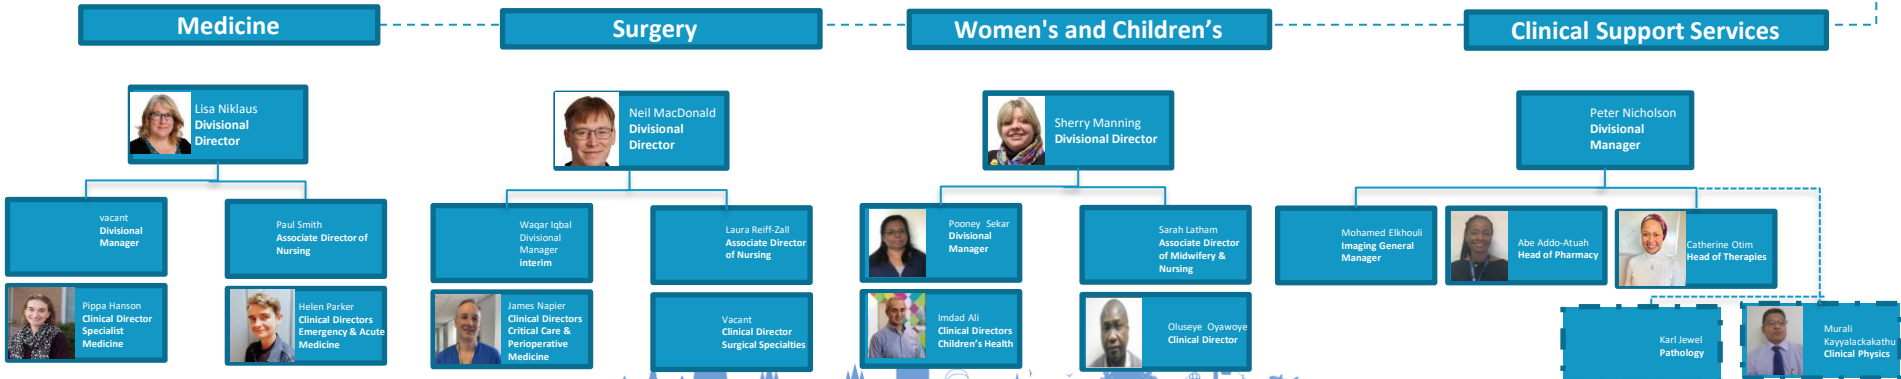 Medicine
Surgery
Women's and Children’s
Clinical Support Services
Lisa Niklaus
Divisional
Director
Neil MacDonald
Divisional
Director
Sherry Manning
Divisional Director
Peter Nicholson
Divisional
Manager
vacant
Divisional
Manager
Paul Smith
Associate Director of
Nursing
Waqar Iqbal
Divisional
Manager
interim
Laura Reiff-Zall
Associate Director
of Nursing
Pooney Sekar
Divisional
Manager
Sarah Latham
Associate Director
of Midwifery &
Nursing
Mohamed Elkhouli
Imaging General
Manager
Abe Addo-Atuah
Head of Pharmacy
Catherine Otim
Head of Therapies
Pippa Hanson
Clinical Director
Specialist
Medicine
Helen Parker
Clinical Directors
Emergency & Acute
Medicine
James Napier
Clinical Directors
Critical Care &
Perioperative
Medicine
Vacant
Clinical Director
Surgical Specialties
Imdad Ali
Clinical Directors
Children’s Health
Oluseye Oyawoye
Clinical Director
Karl Jewel
Pathology
Murali
Kayyalackakathu
Clinical Physics